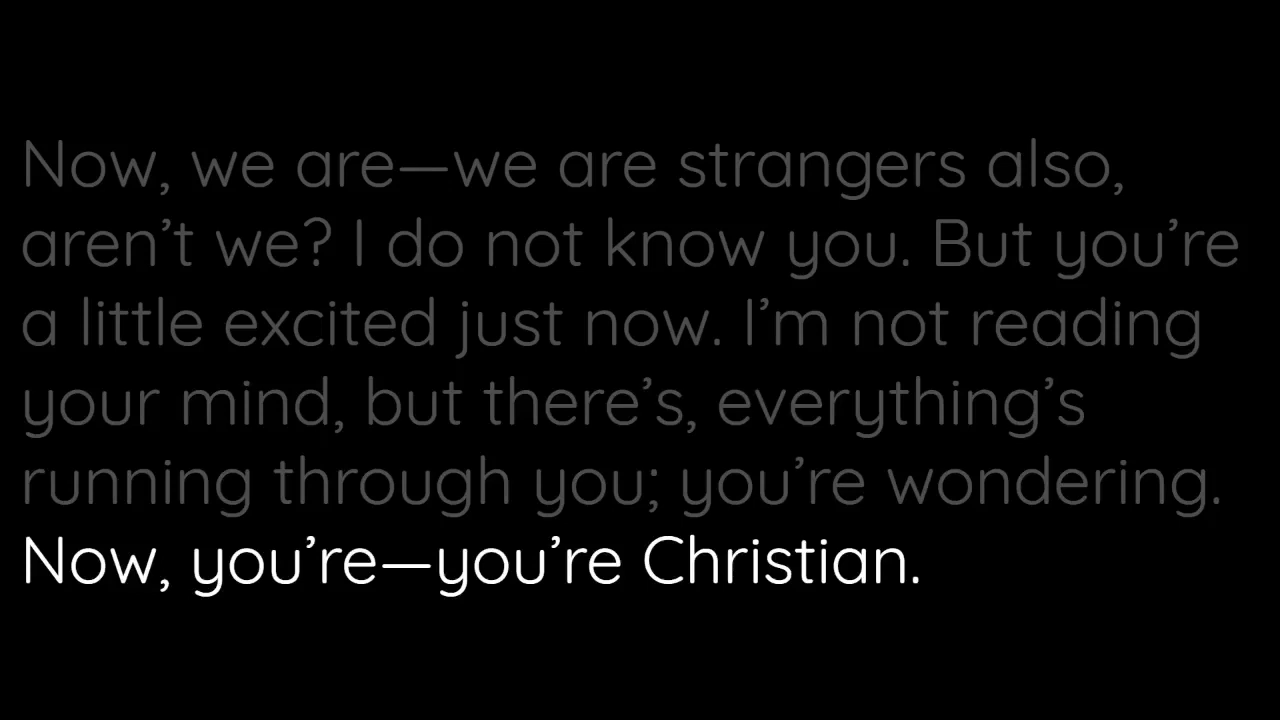 Now, we are—we are strangers also,
aren’t we? I do not know you. But you’re
a little excited just now. I’m not reading
your mind, but there’s, everything’s
running through you; you’re wondering.
Now, you’re—you’re Christian.